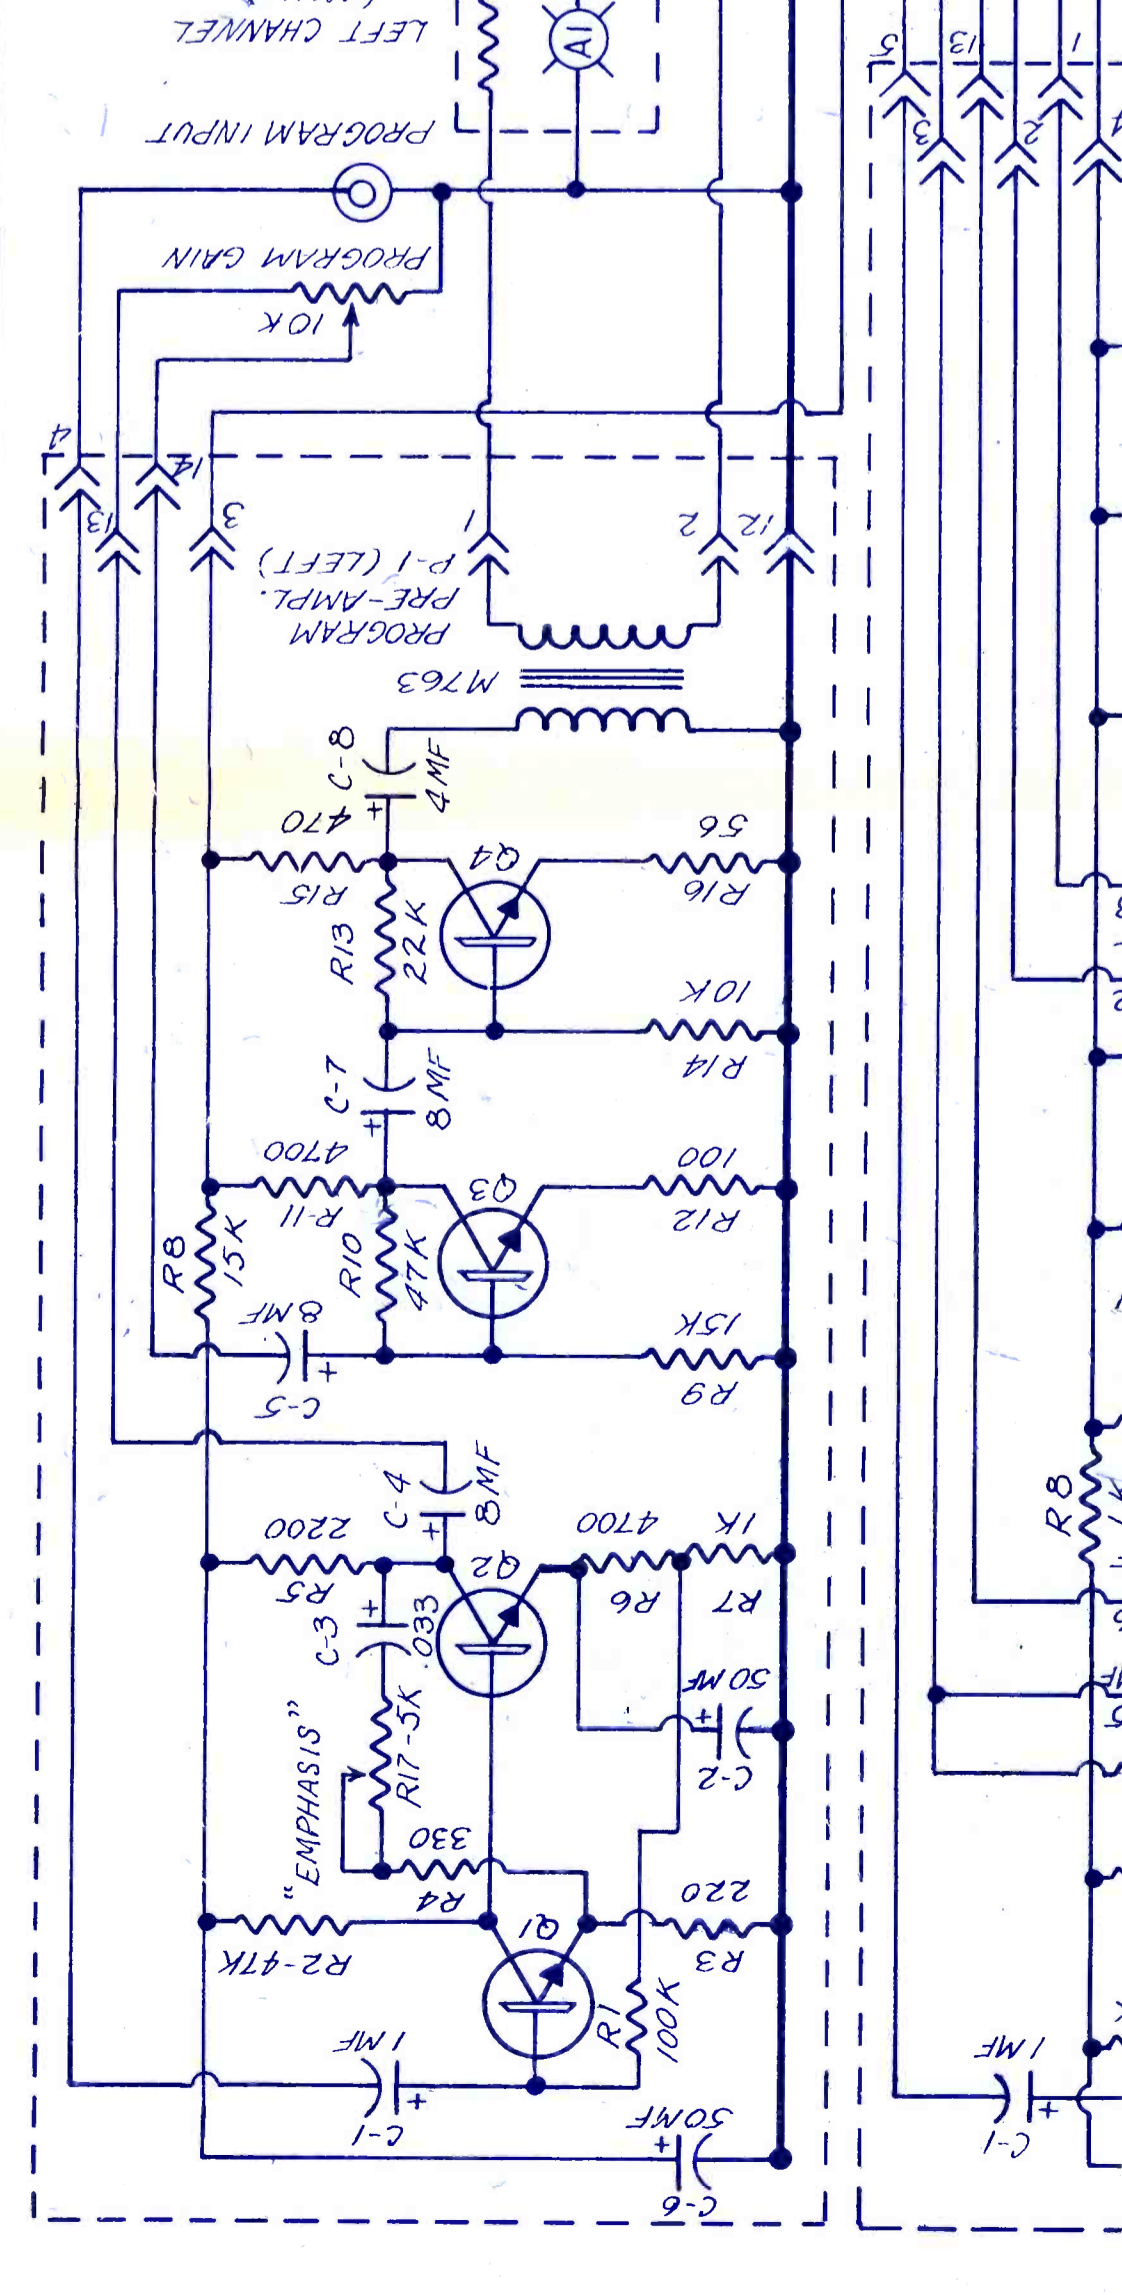 LEFT CHANNEL
PROGRAM INPUT
A1
PROGRAM GAIN
10K
4
13
14
3
1
2
12
PROGRAM
PRE-AMPL.
P-1 (LEFT)
M763
C-8
4MF
R15
470
R13
22K
Q4
R16
56
R14
10K
C-7
8MF
R-11
4700
R8
15K
R10
47K
Q3
R12
100
C-5
8MF
R9
15K
C-4
8MF
R5
2200
C-3
.033
Q2
R6
4700
R7
1K
C-2
50MF
"EMPHASIS"
R17-5K
R4
330
R2-47K
Q1
R3
220
R1
100K
C-1
1MF
C-6
50MF
5
3
13
2
1
4
R8
C-1
1MF